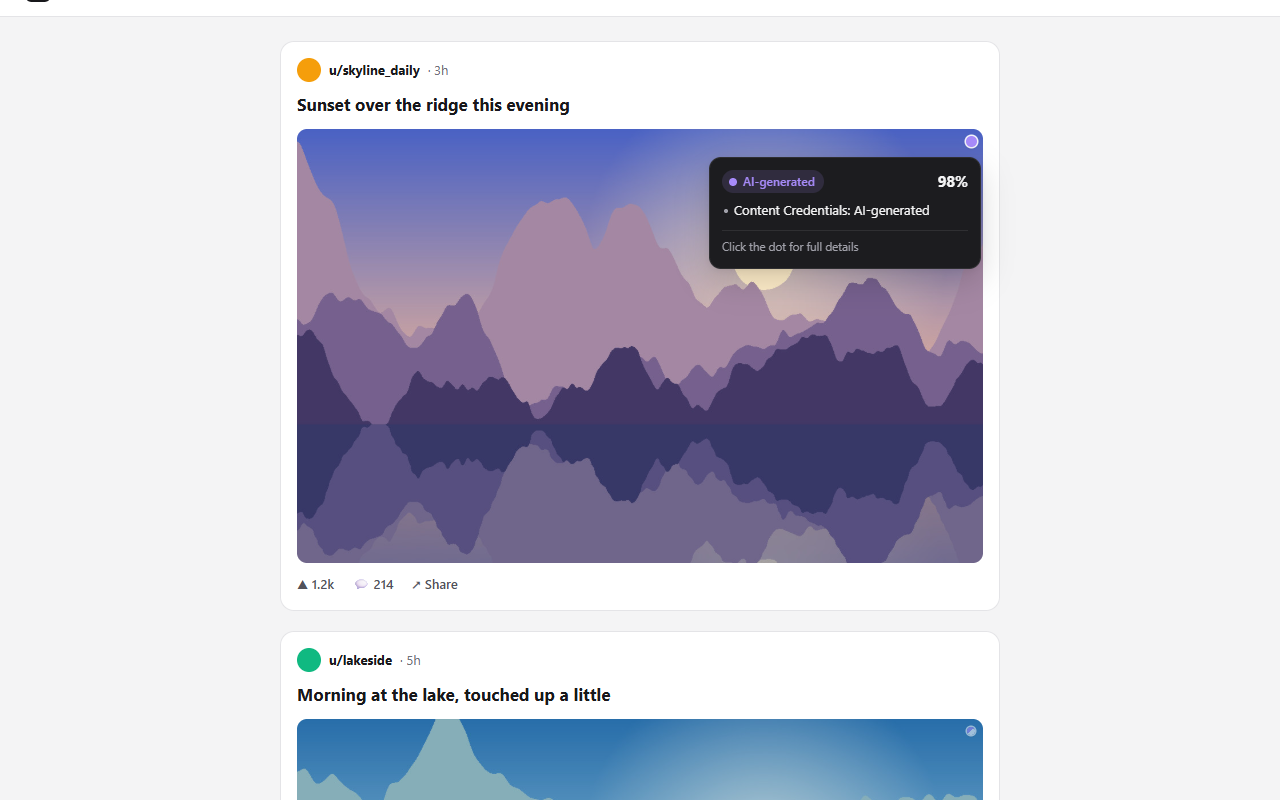 u/skyline_daily · 3h
Sunset over the ridge this evening
AI-generated 98%
• Content Credentials: AI-generated
Click the dot for full details
▲ 1.2k 💬 214 ↗ Share
u/lakeside · 5h
Morning at the lake, touched up a little